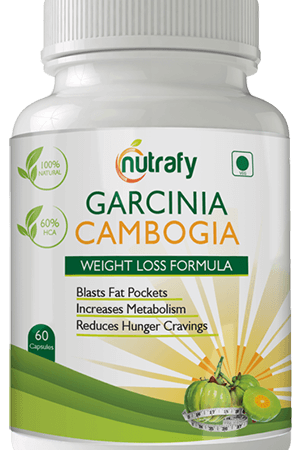 nutrafy
100%
NATURAL
VEG
60%
HCA
GARCINIA
CAMBOGIA
WEIGHT LOSS FORMULA
Blasts Fat Pockets
Increases Metabolism
Reduces Hunger Cravings
60
Capsules